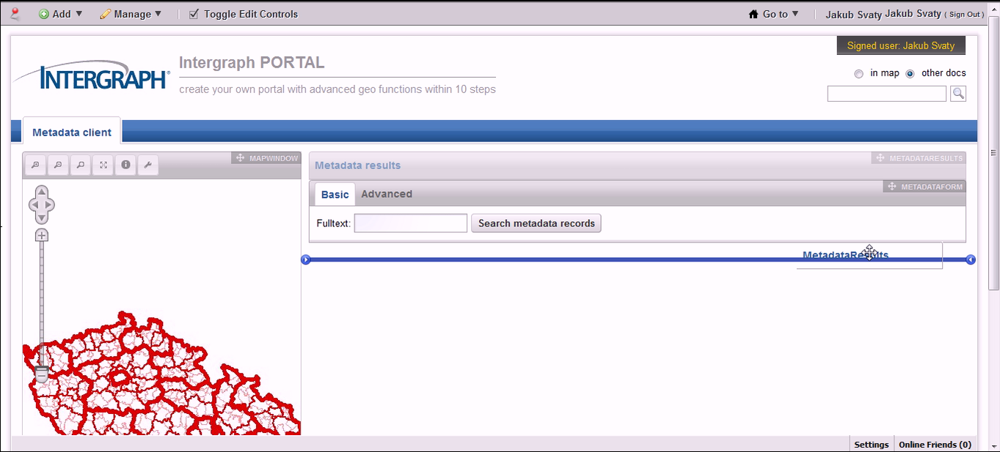 Add Manage Toggle Edit Controls Go to Jakub Svaty Jakub Svaty ( Sign Out )
Signed user: Jakub Svaty
INTERGRAPH®
Intergraph PORTAL
create your own portal with advanced geo functions within 10 steps
in map other docs
Metadata client
MAPWINDOW
Metadata results METADATARESULTS
Basic Advanced METADATAFORM
Fulltext: Search metadata records
MetadataResults
Settings Online Friends (0)